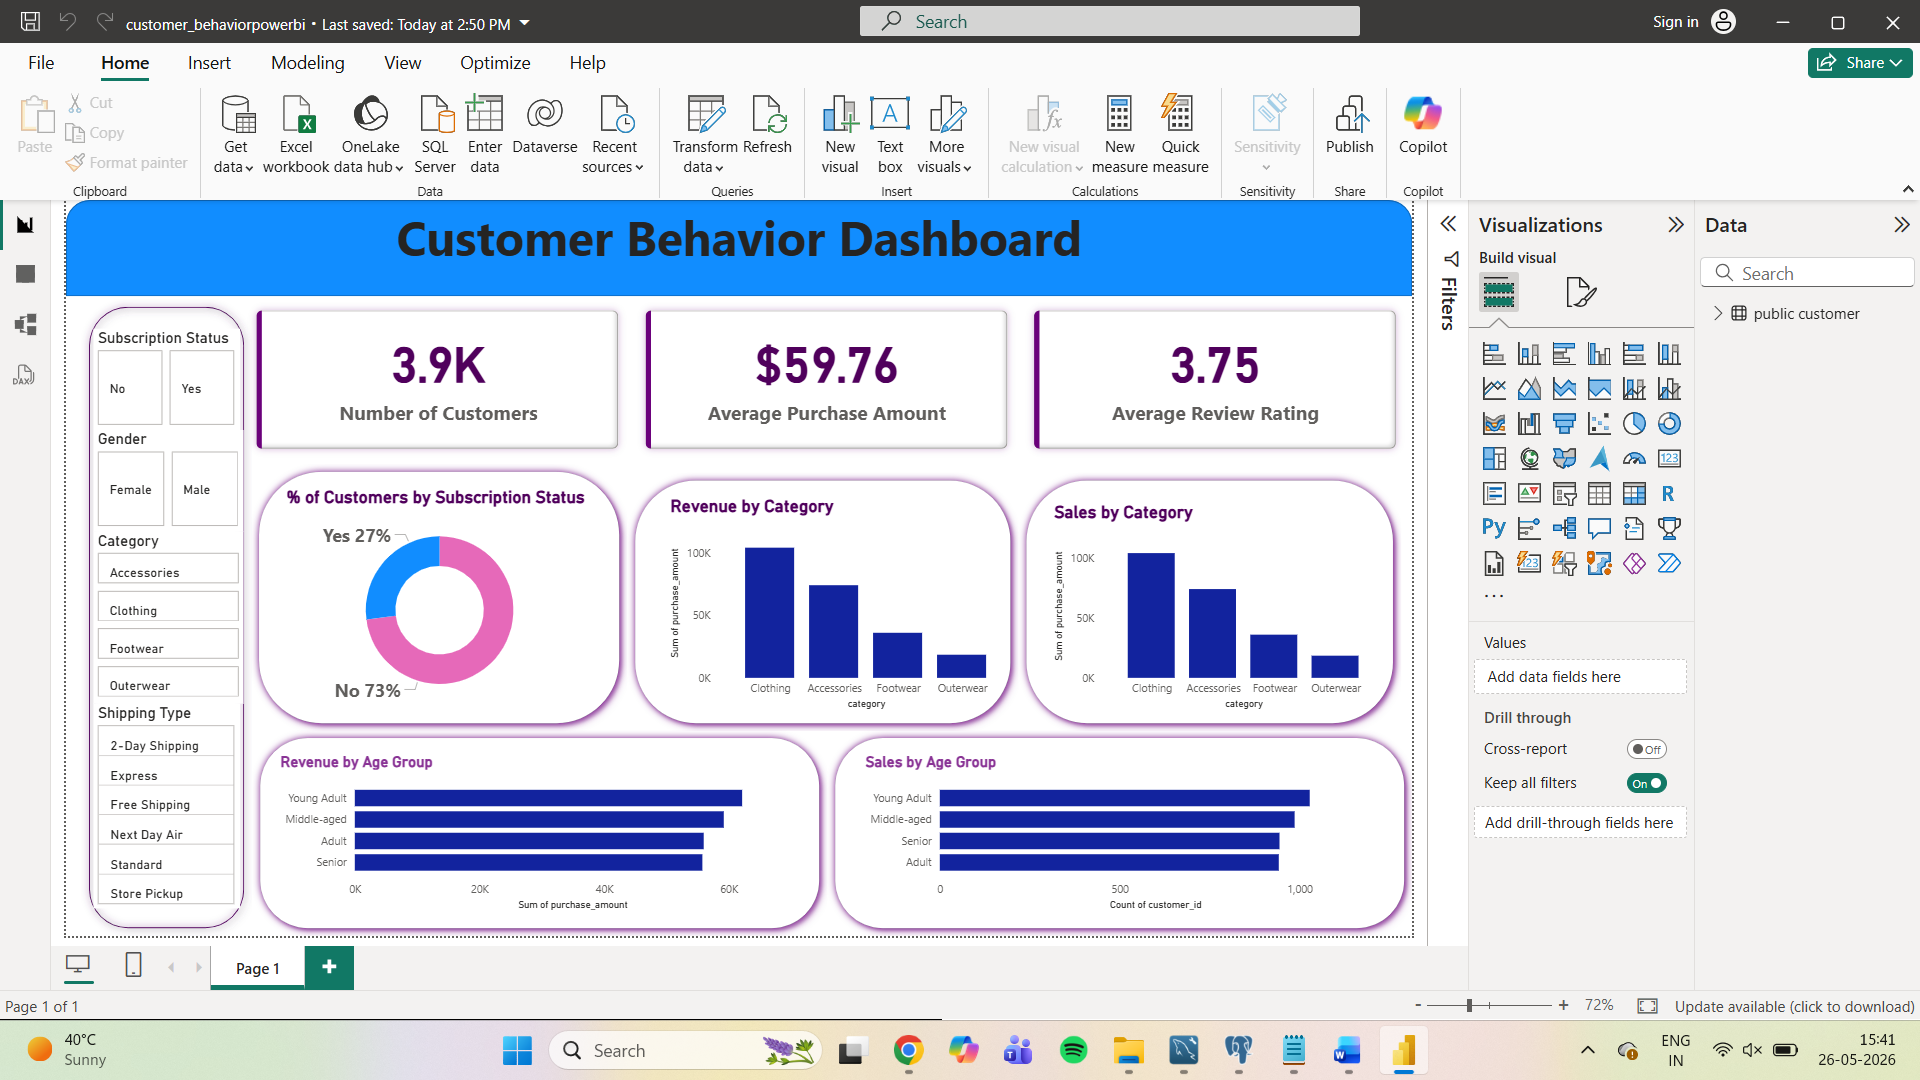 customer_behaviorpowerbi • Last saved: Today at 2:50 PM
Search
Sign in
File
Home
Insert
Modeling
View
Optimize
Help
Share
Paste
Cut
Copy
Format painter
Clipboard
Get data
Excel workbook
OneLake data hub
SQL Server
Enter data
Dataverse
Recent sources
Data
Transform data
Refresh
Queries
New visual
Text box
More visuals
Insert
New visual calculation
New measure
Quick measure
Calculations
Sensitivity
Sensitivity
Publish
Share
Copilot
Copilot
DAX
Customer Behavior Dashboard
Subscription Status
No
Yes
Gender
Female
Male
Category
Accessories
Clothing
Footwear
Outerwear
Shipping Type
2-Day Shipping
Express
Free Shipping
Next Day Air
Standard
Store Pickup
3.9K
Number of Customers
$59.76
Average Purchase Amount
3.75
Average Review Rating
% of Customers by Subscription Status
Yes 27%
No 73%
Revenue by Category
Sum of purchase_amount
100K
50K
0K
Clothing
Accessories
Footwear
Outerwear
category
Sales by Category
Sum of purchase_amount
100K
50K
0K
Clothing
Accessories
Footwear
Outerwear
category
Revenue by Age Group
Young Adult
Middle-aged
Adult
Senior
0K
20K
40K
60K
Sum of purchase_amount
Sales by Age Group
Young Adult
Middle-aged
Senior
Adult
0
500
1,000
Count of customer_id
Filters
Visualizations
Build visual
123
R
Py
123
...
Values
Add data fields here
Drill through
Cross-report
Off
Keep all filters
On
Add drill-through fields here
Data
Search
public customer
Page 1
Page 1 of 1
- + 72%
Update available (click to download)
40°C
Sunny
Search
ENG
IN
15:41
26-05-2026